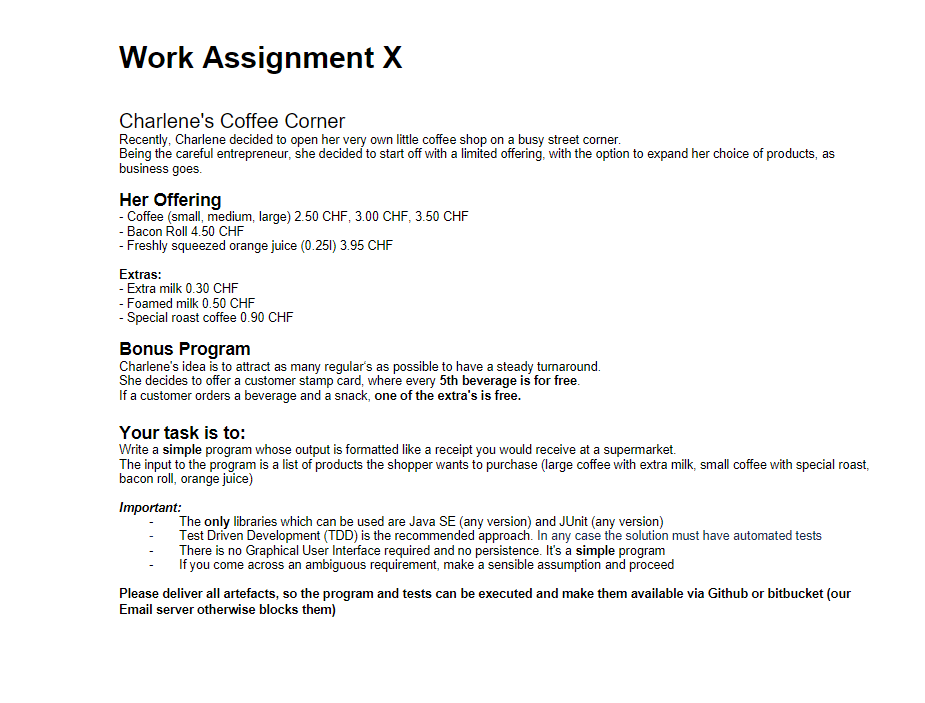 Work Assignment X
Charlene's Coffee Corner
Recently, Charlene decided to open her very own little coffee shop on a busy street corner.
Being the careful entrepreneur, she decided to start off with a limited offering, with the option to expand her choice of products, as
business goes.
Her Offering
- Coffee (small, medium, large) 2.50 CHF, 3.00 CHF, 3.50 CHF
- Bacon Roll 4.50 CHF
- Freshly squeezed orange juice (0.25l) 3.95 CHF
Extras:
- Extra milk 0.30 CHF
- Foamed milk 0.50 CHF
- Special roast coffee 0.90 CHF
Bonus Program
Charlene's idea is to attract as many regular's as possible to have a steady turnaround.
She decides to offer a customer stamp card, where every 5th beverage is for free.
If a customer orders a beverage and a snack, one of the extra's is free.
Your task is to:
Write a simple program whose output is formatted like a receipt you would receive at a supermarket.
The input to the program is a list of products the shopper wants to purchase (large coffee with extra milk, small coffee with special roast,
bacon roll, orange juice)
Important:
- The only libraries which can be used are Java SE (any version) and JUnit (any version)
- Test Driven Development (TDD) is the recommended approach. In any case the solution must have automated tests
- There is no Graphical User Interface required and no persistence. It's a simple program
- If you come across an ambiguous requirement, make a sensible assumption and proceed
Please deliver all artefacts, so the program and tests can be executed and make them available via Github or bitbucket (our
Email server otherwise blocks them)